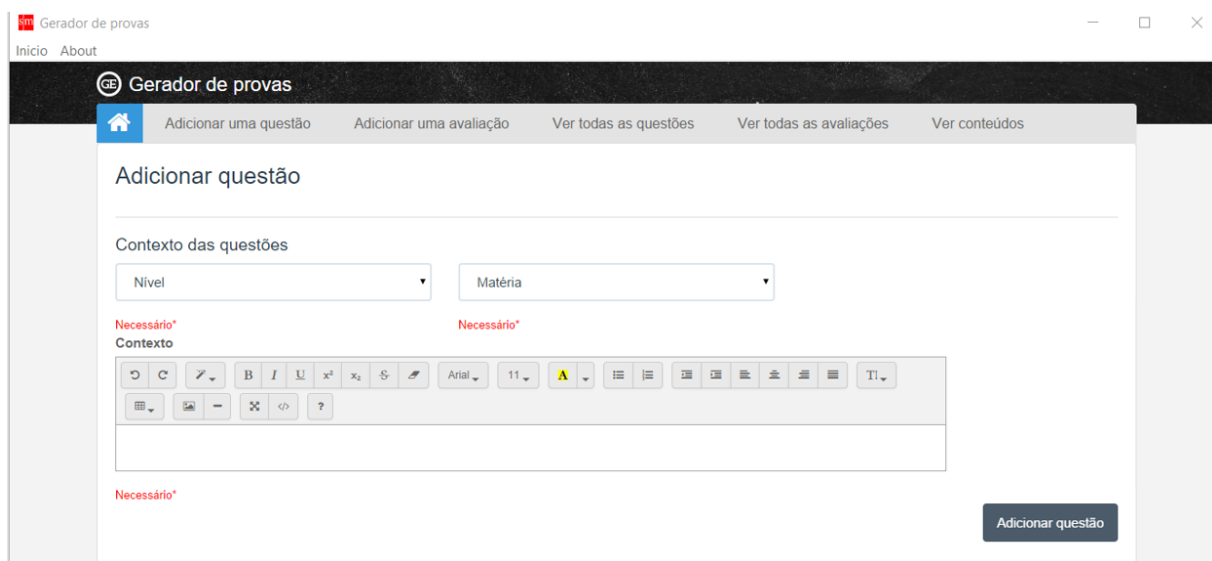 sm Gerador de provas
Inicio About
GE Gerador de provas
Adicionar uma questão Adicionar uma avaliação Ver todas as questões Ver todas as avaliações Ver conteúdos
Adicionar questão
Contexto das questões
Nível Matéria
Necessário* Necessário*
Contexto
B I U x² x₂ S Arial 11 A T I
</> ?
Necessário*
Adicionar questão